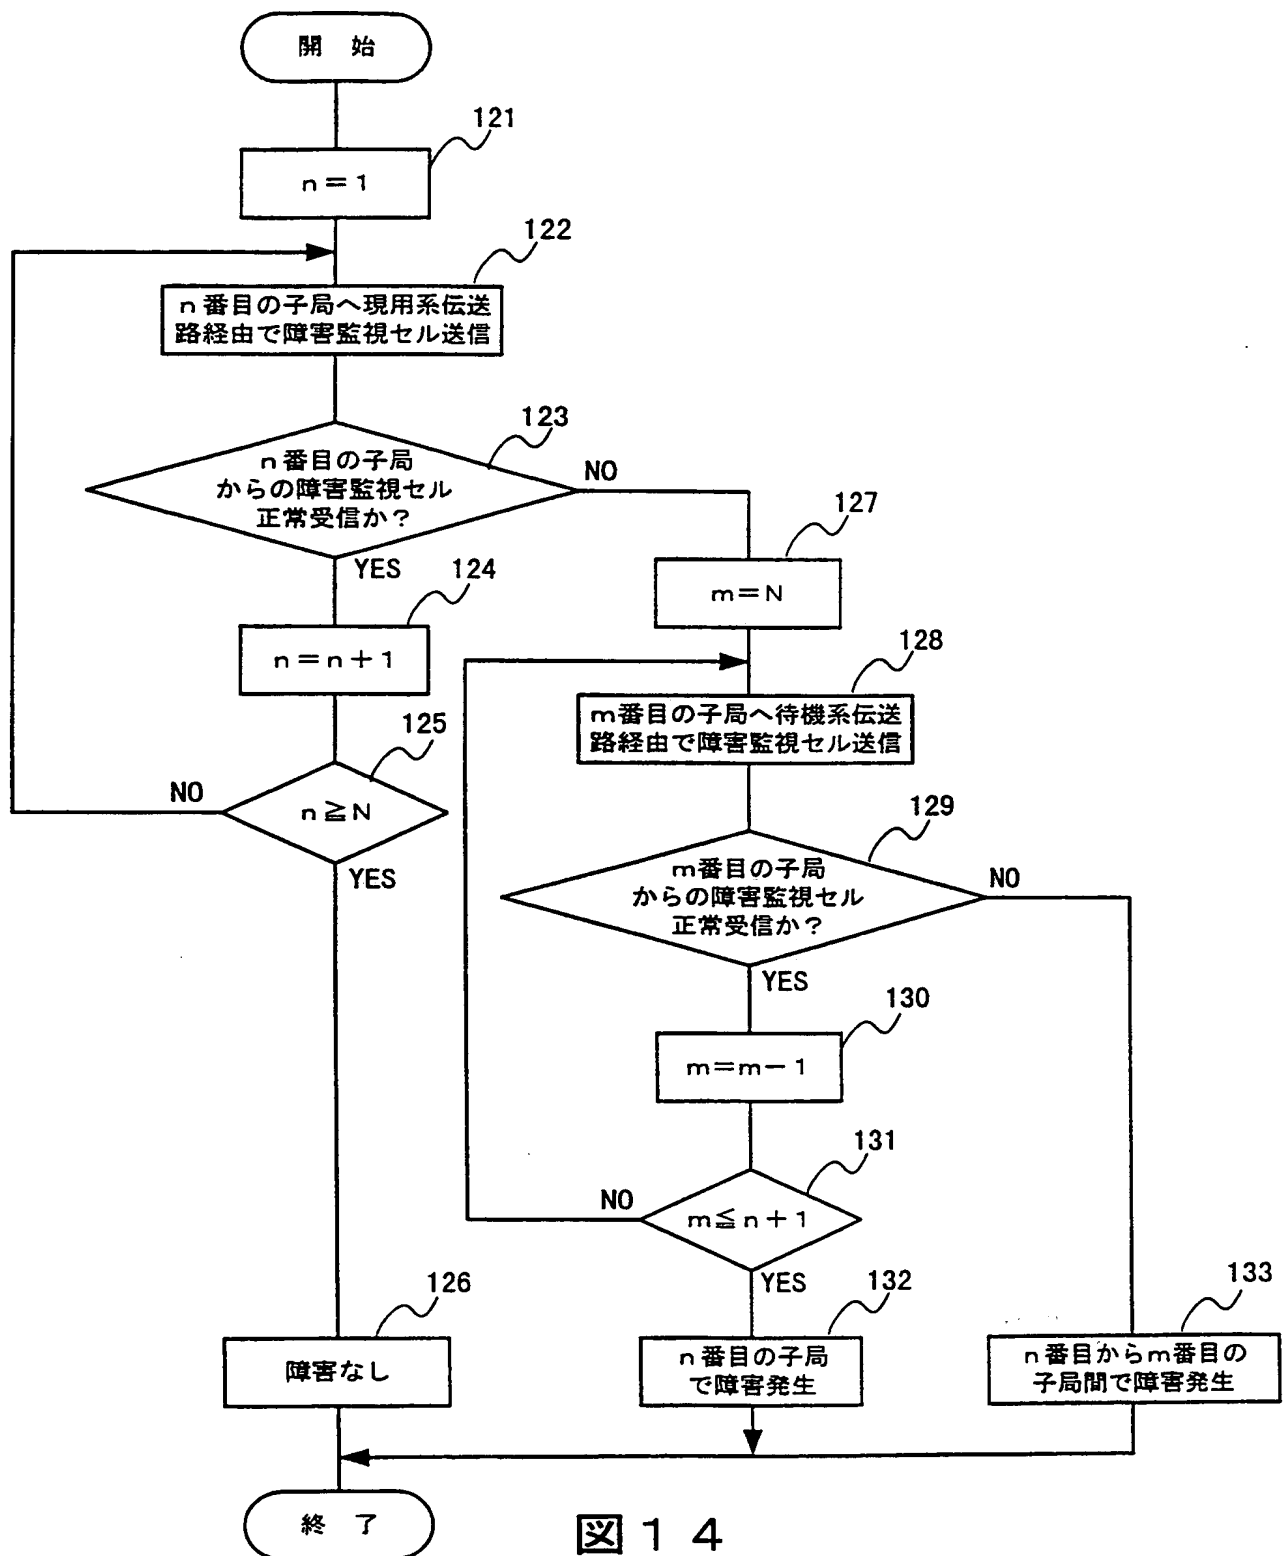 開 始
121
n=1
122
n番目の子局へ現用系伝送
路経由で障害監視セル送信
123
n番目の子局
からの障害監視セル
正常受信か?
NO
YES
124
n=n+1
125
n≧N
NO
YES
126
障害なし
127
m=N
128
m番目の子局へ待機系伝送
路経由で障害監視セル送信
129
m番目の子局
からの障害監視セル
正常受信か?
NO
YES
130
m=m-1
131
m≦n+1
NO
YES
132
n番目の子局
で障害発生
133
n番目からm番目の
子局間で障害発生
終 了
図14